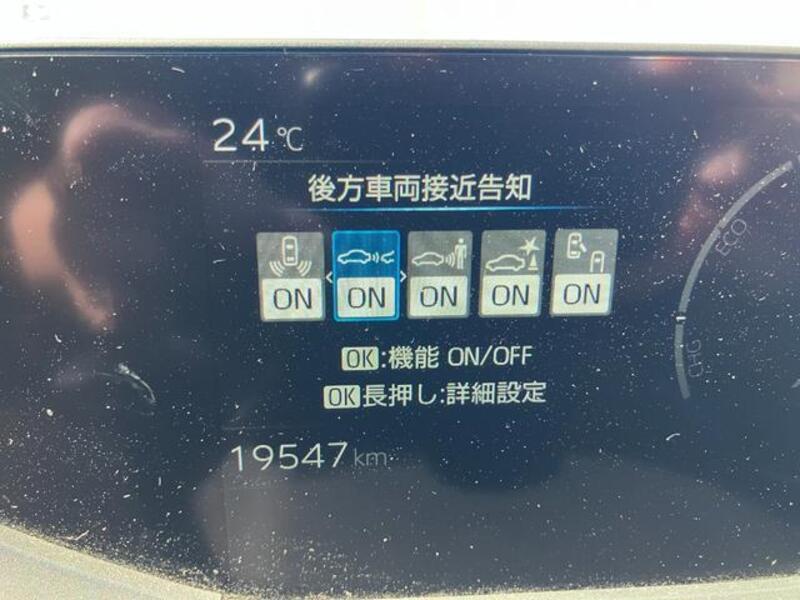 24℃
後方車両接近告知
ON ON ON ON ON
OK:機能 ON/OFF
OK長押し:詳細設定
19547km
ECO
CHG